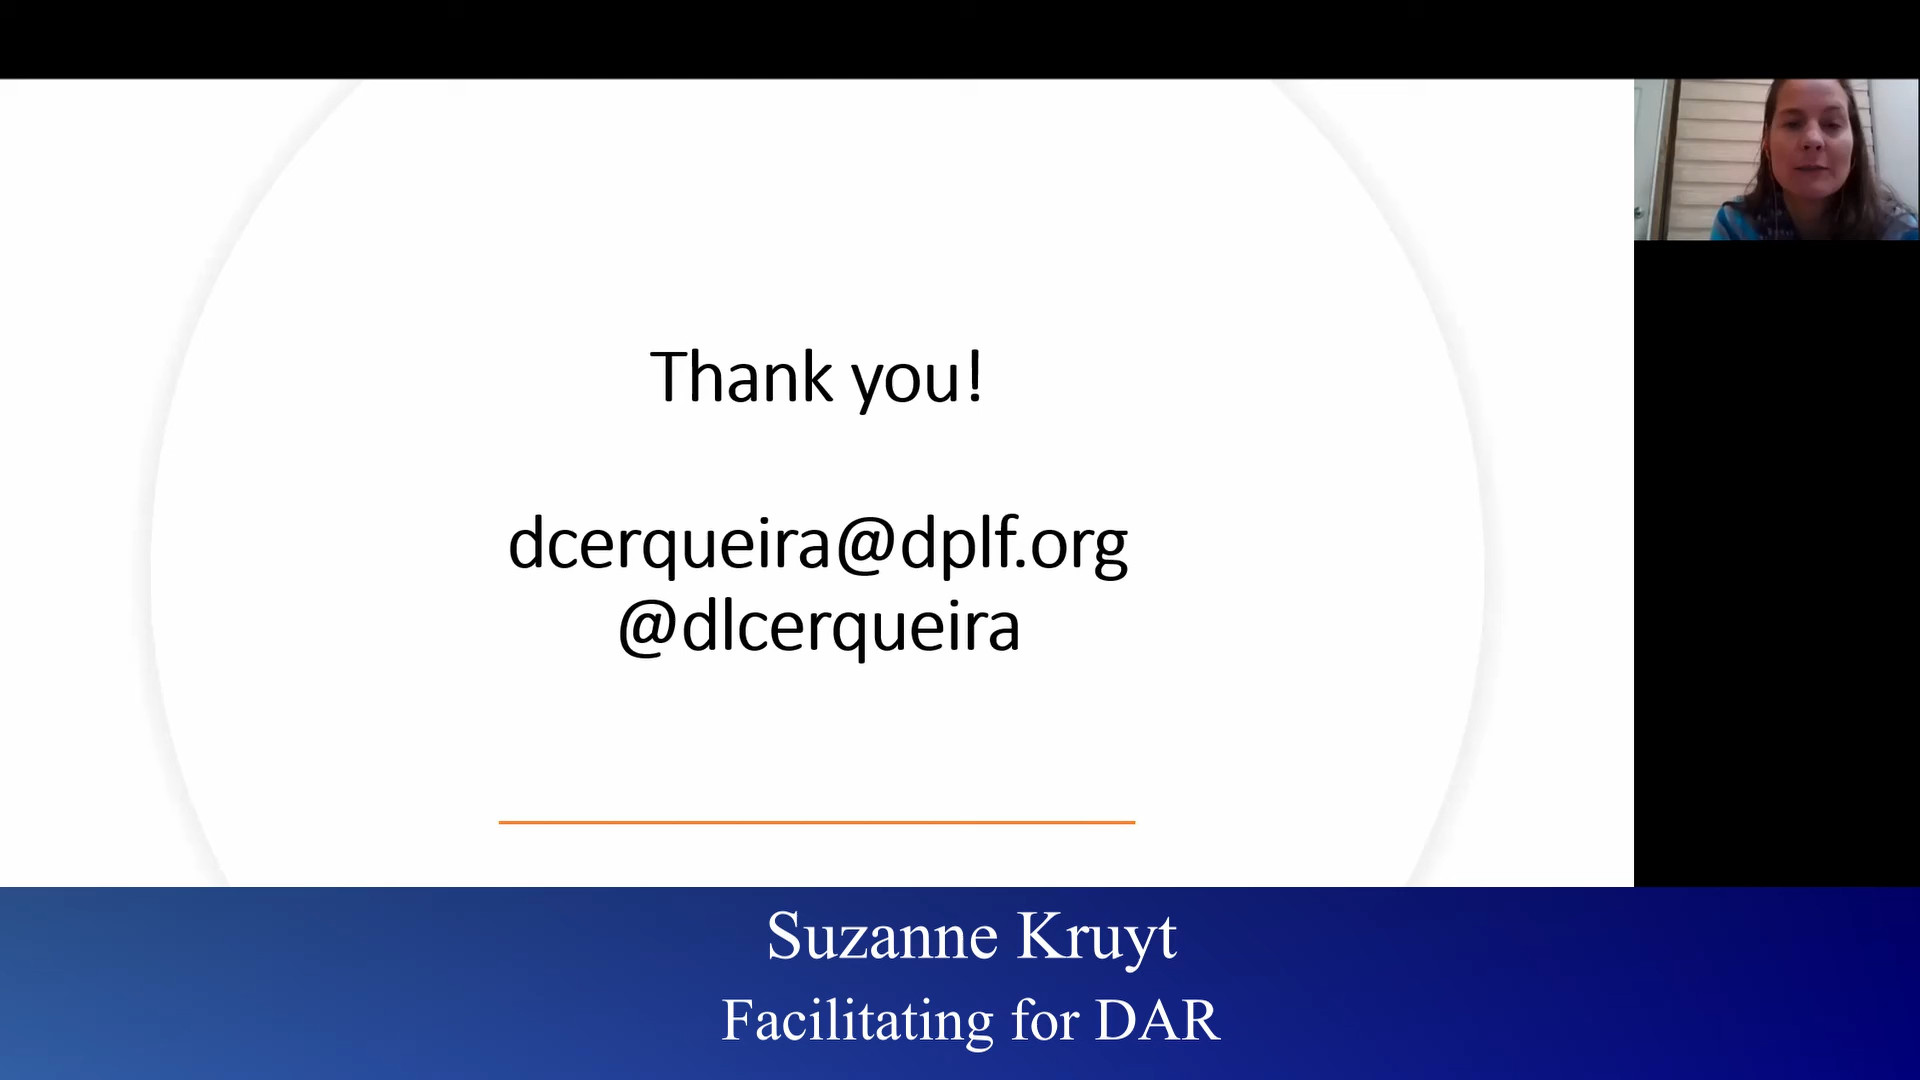 Thank you!
dcerqueira@dplf.org
@dlcerqueira
Suzanne Kruyt
Facilitating for DAR